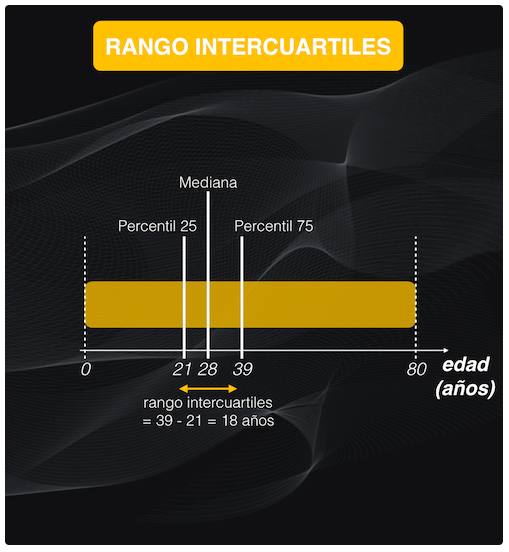 RANGO INTERCUARTILES
Mediana
Percentil 25
Percentil 75
0
21
28
39
80
edad
(años)
rango intercuartiles
= 39 - 21 = 18 años